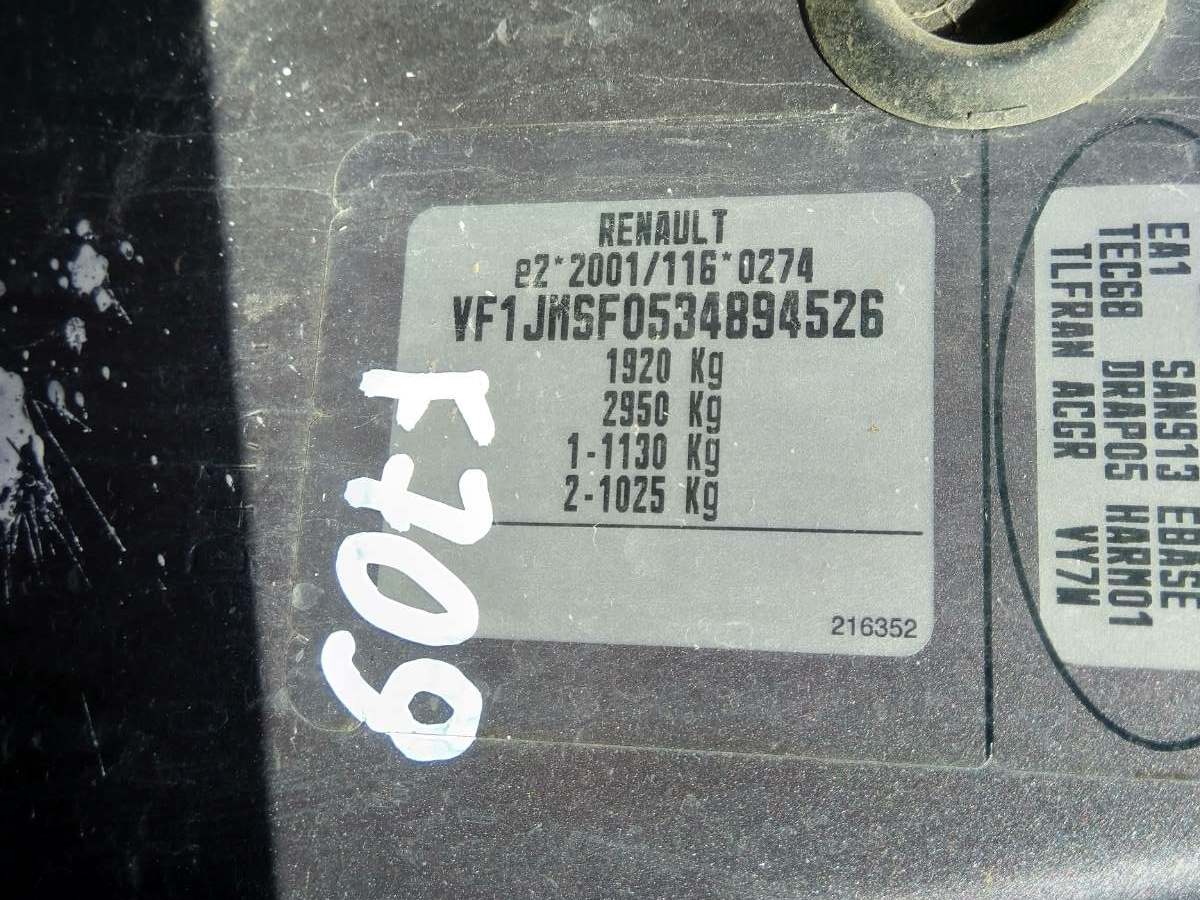 RENAULT
e2*2001/116*0274
VF1JMSF0534894526
1920 Kg
2950 Kg
1-1130 Kg
2-1025 Kg
216352
F709
EA1 SAN913 EBASE
TEC68 DRAP05 HARM01
TLFRAN ACGR VY7W